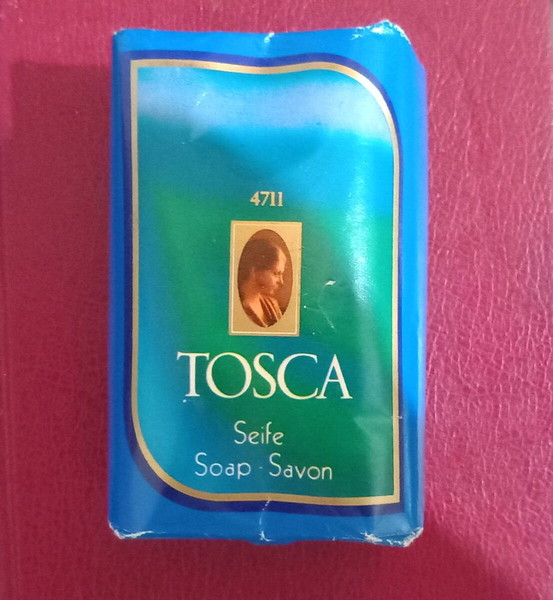 4711
TOSCA
Seife
Soap · Savon